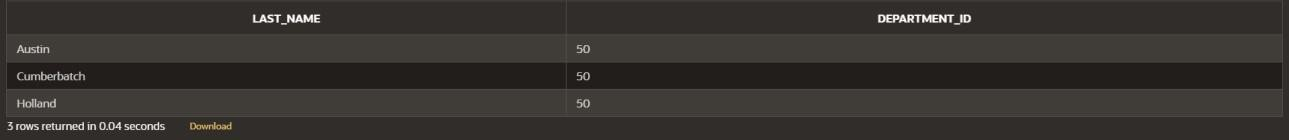 LAST_NAME DEPARTMENT_ID
Austin 50
Cumberbatch 50
Holland 50
3 rows returned in 0.04 seconds Download